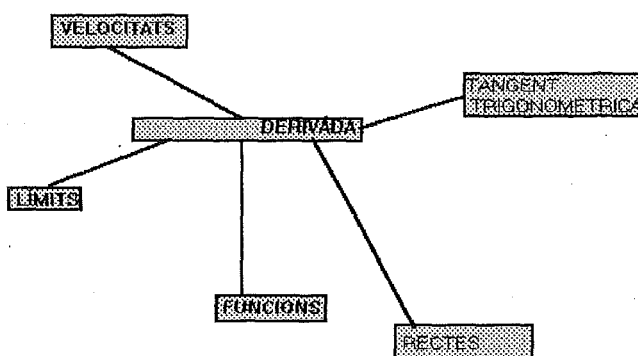 VELOCITATS
TANGENT
TRIGONOMETRICA
DERIVADA
LIMITS
FUNCIONS
RECTES